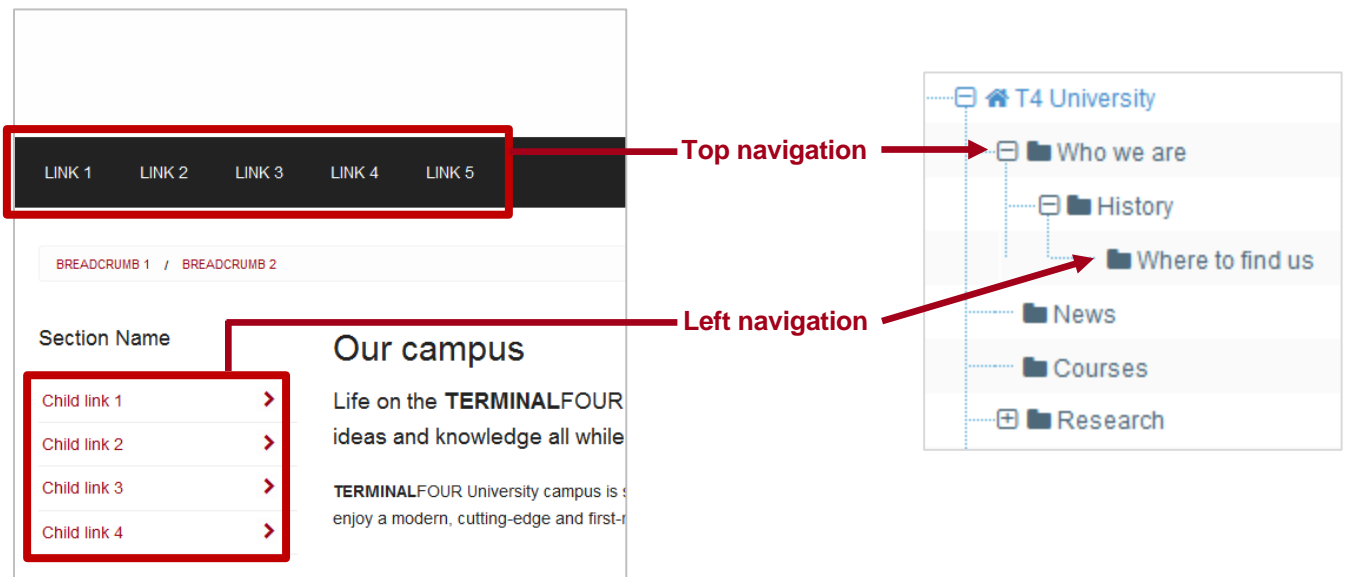 LINK 1 LINK 2 LINK 3 LINK 4 LINK 5
BREADCRUMB 1 / BREADCRUMB 2
Section Name
Child link 1
Child link 2
Child link 3
Child link 4
Our campus
Life on the TERMINALFOUR
ideas and knowledge all while
TERMINALFOUR University campus is
enjoy a modern, cutting-edge and first-
Top navigation
Left navigation
T4 University
Who we are
History
Where to find us
News
Courses
Research